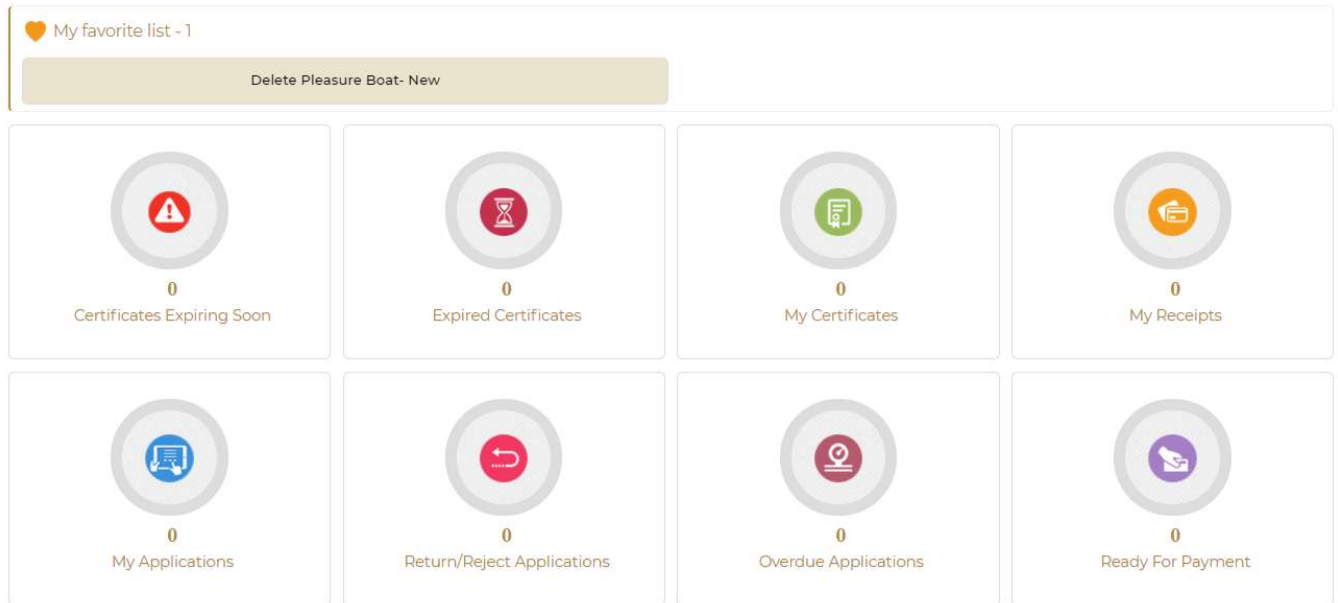 My favorite list - 1
Delete Pleasure Boat- New
0
Certificates Expiring Soon
0
Expired Certificates
0
My Certificates
0
My Receipts
0
My Applications
0
Return/Reject Applications
0
Overdue Applications
0
Ready For Payment